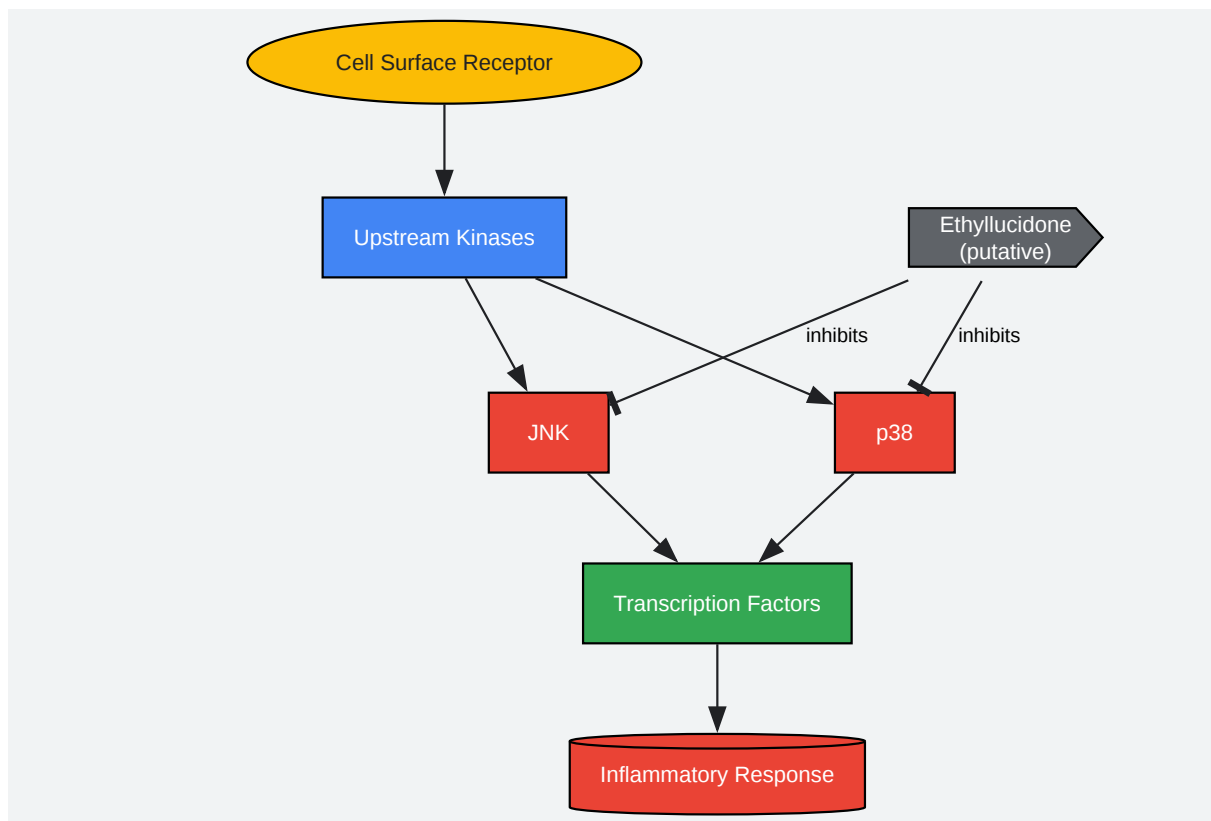 Cell Surface Receptor
Upstream Kinases
Ethyllucidone
(putative)
inhibits
inhibits
JNK
p38
Transcription Factors
Inflammatory Response